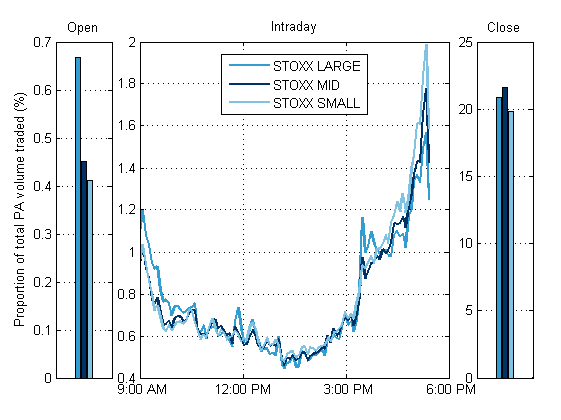 Open
Intraday
Close
Proportion of total PA volume traded (%)
0.7
0.6
0.5
0.4
0.3
0.2
0.1
0
2
1.8
1.6
1.4
1.2
1
0.8
0.6
0.4
STOXX LARGE
STOXX MID
STOXX SMALL
9:00 AM
12:00 PM
3:00 PM
6:00 PM
25
20
15
10
5
0